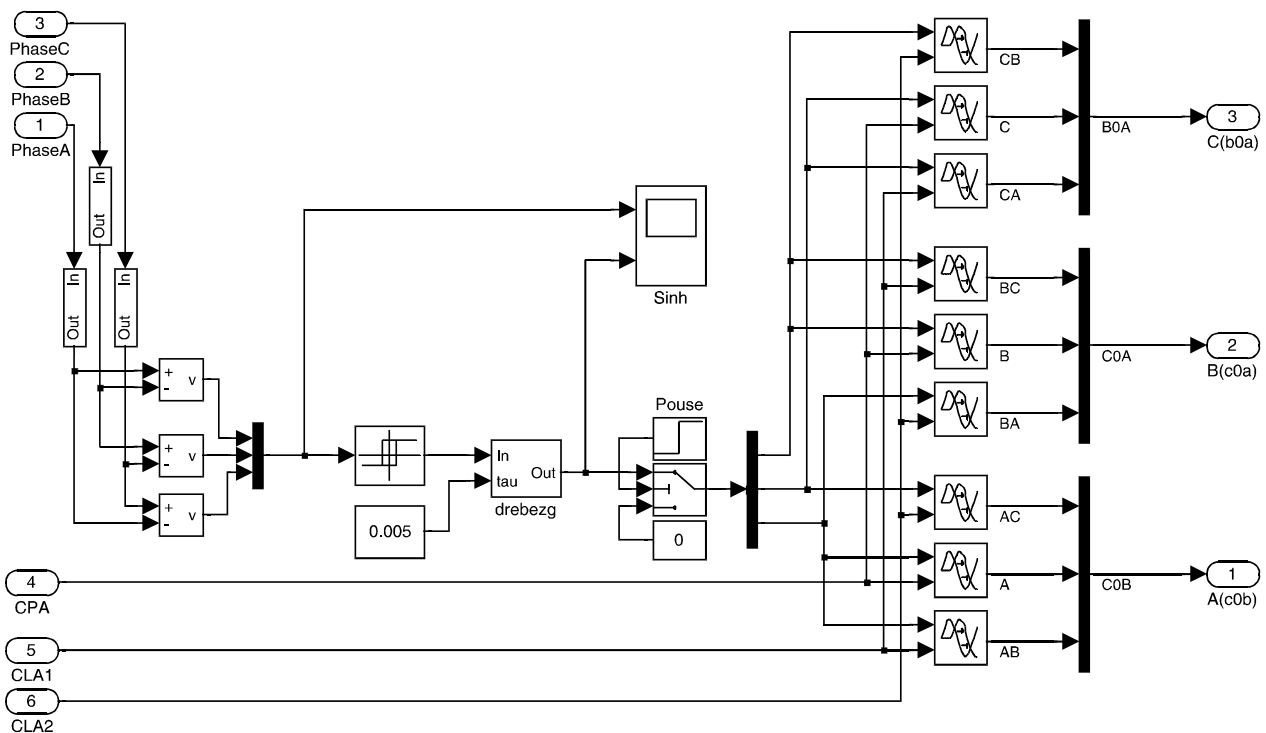 3
PhaseC
2
PhaseB
1
PhaseA
In
Out
In
Out
In
Out
+
-
v
+
-
v
+
-
v
Sinh
0.005
In
tau
Out
drebezg
Pouse
0
4
CPA
5
CLA1
6
CLA2
CB
C
CA
B0A
3
C(b0a)
BC
B
BA
C0A
2
B(c0a)
AC
A
AB
C0B
1
A(c0b)